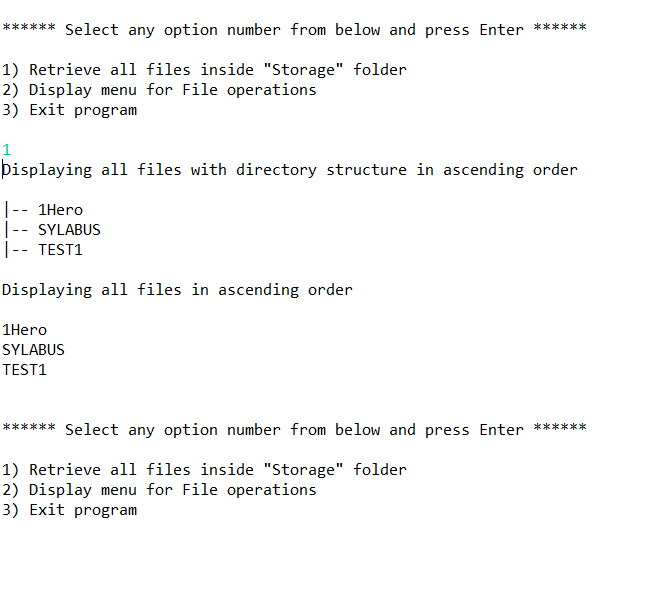 ****** Select any option number from below and press Enter ******
1) Retrieve all files inside "Storage" folder
2) Display menu for File operations
3) Exit program
1
Displaying all files with directory structure in ascending order
|-- 1Hero
|-- SYLABUS
|-- TEST1
Displaying all files in ascending order
1Hero
SYLABUS
TEST1
****** Select any option number from below and press Enter ******
1) Retrieve all files inside "Storage" folder
2) Display menu for File operations
3) Exit program